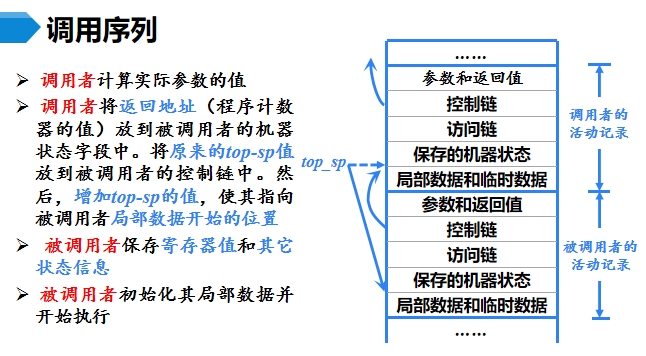 调用序列
➢ 调用者计算实际参数的值
➢ 调用者将返回地址（程序计数
器的值）放到被调用者的机器
状态字段中。将原来的top-sp值
放到被调用者的控制链中。然
后，增加top-sp的值，使其指向
被调用者局部数据开始的位置
➢ 被调用者保存寄存器值和其它
状态信息
➢ 被调用者初始化其局部数据并
开始执行
……
参数和返回值
控制链
访问链
保存的机器状态
局部数据和临时数据
参数和返回值
控制链
访问链
保存的机器状态
局部数据和临时数据
……
top_sp
调用者的
活动记录
被调用者的
活动记录